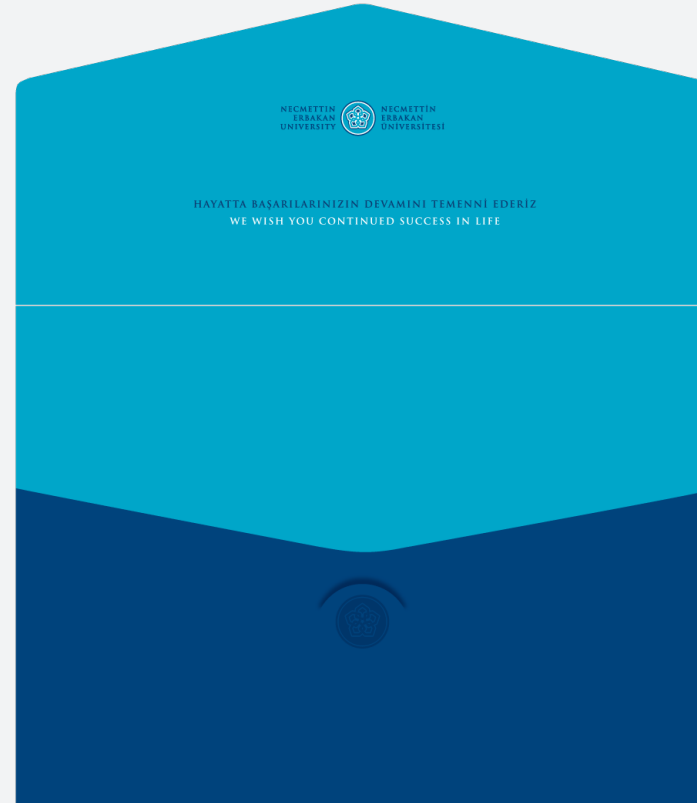 NECMETTIN
ERBAKAN
UNIVERSITY
NECMETTİN
ERBAKAN
ÜNİVERSİTESİ
HAYATTA BAŞARILARINIZIN DEVAMINI TEMENNİ EDERİZ
WE WISH YOU CONTINUED SUCCESS IN LIFE